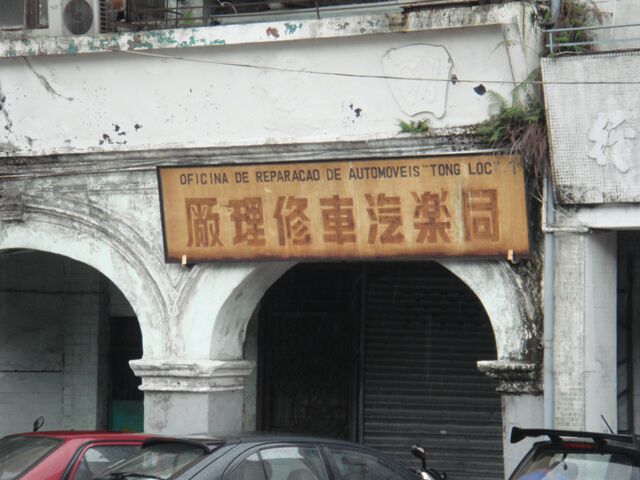 OFICINA DE REPARACAO DE AUTOMOVEIS "TONG LOC"
同樂汽車修理廠